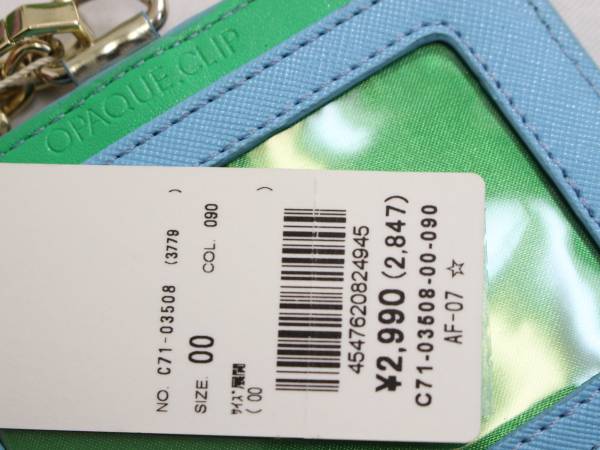 OPAQUE.CLIP
NO. C71-03508 (3779 )
SIZE. 00 COL. 090
ｻｲｽﾞ展開
( 00 )
4547620824945
¥2,990(2,847)
C71-03508-00-090
AF-07 ☆